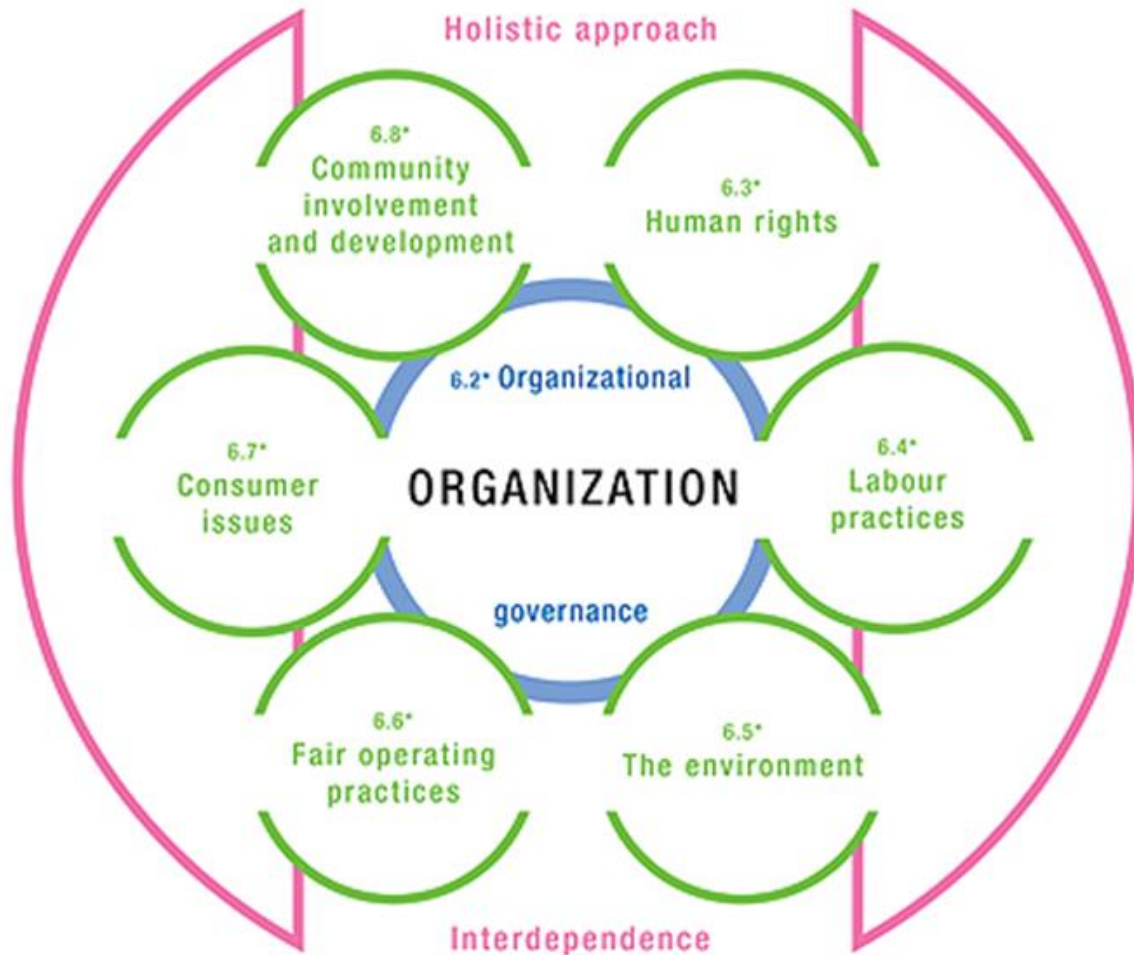 Holistic approach
6.8*
Community
involvement
and development
6.3*
Human rights
6.2* Organizational
6.7*
Consumer
issues
ORGANIZATION
6.4*
Labour
practices
governance
6.6*
Fair operating
practices
6.5*
The environment
Interdependence